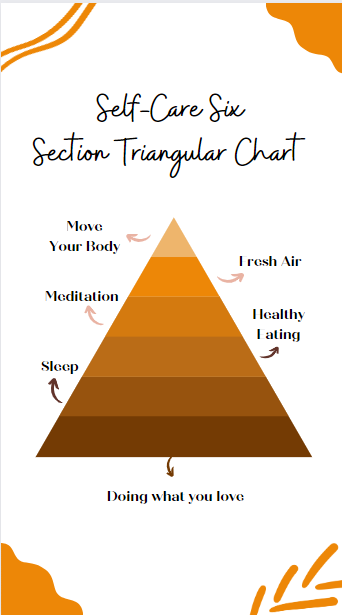 Self-Care Six
Section Triangular Chart
Move
Your Body
Fresh Air
Meditation
Healthy
Eating
Sleep
Doing what you love